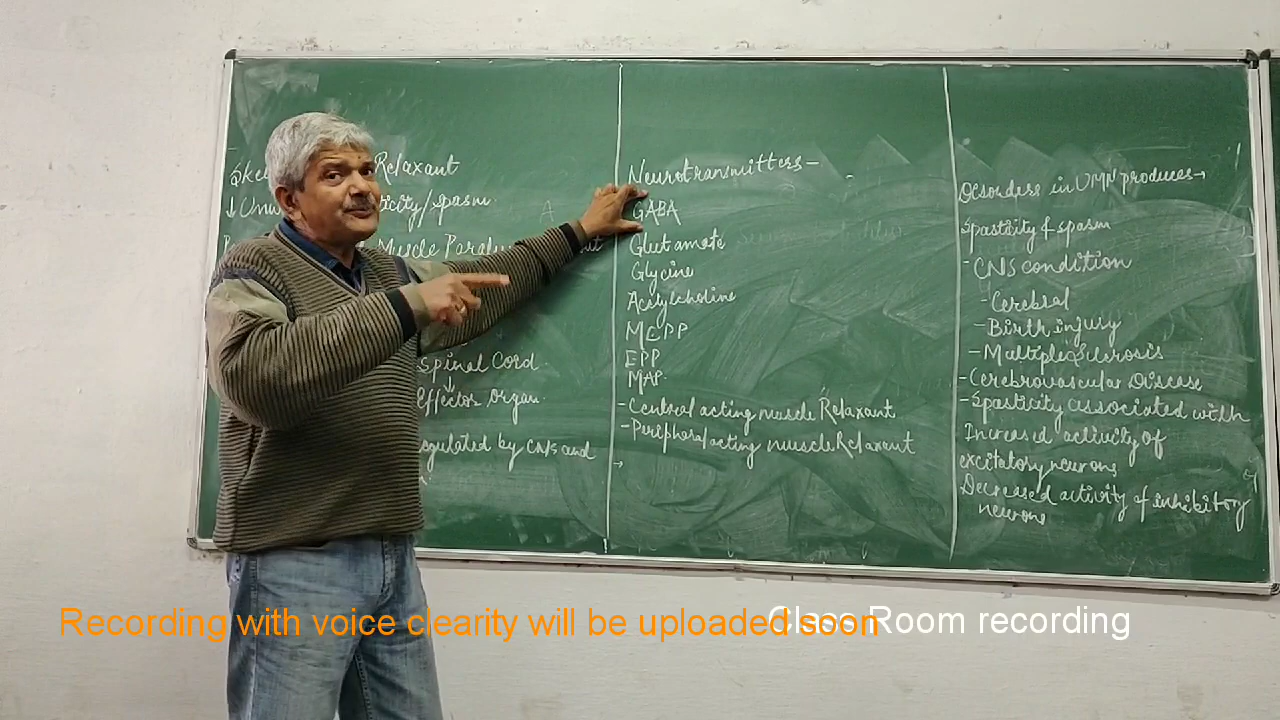 Relaxant
ticity/spasm
Muscle
Spinal Cord
Effector Organ.
egulated by CNS and
Neurotransmitters-
GABA
Glutamate
Glycine
Acetylcholine
MEPP
EPP
MAP
- Central acting muscle Relaxant
- Peripheral acting muscle Relaxant
Disorders in UMN produces→
Spasticity & spasm
- CNS condition
- Cerebral
- Birth injury
- Multiple Sclerosis
- Cerebrovascular Disease
- Spasticity associated with
Increased activity of
excitatory neurons
Decreased activity of inhibitory
neurons
Recording with voice clearity will be uploaded soon
Class Room recording